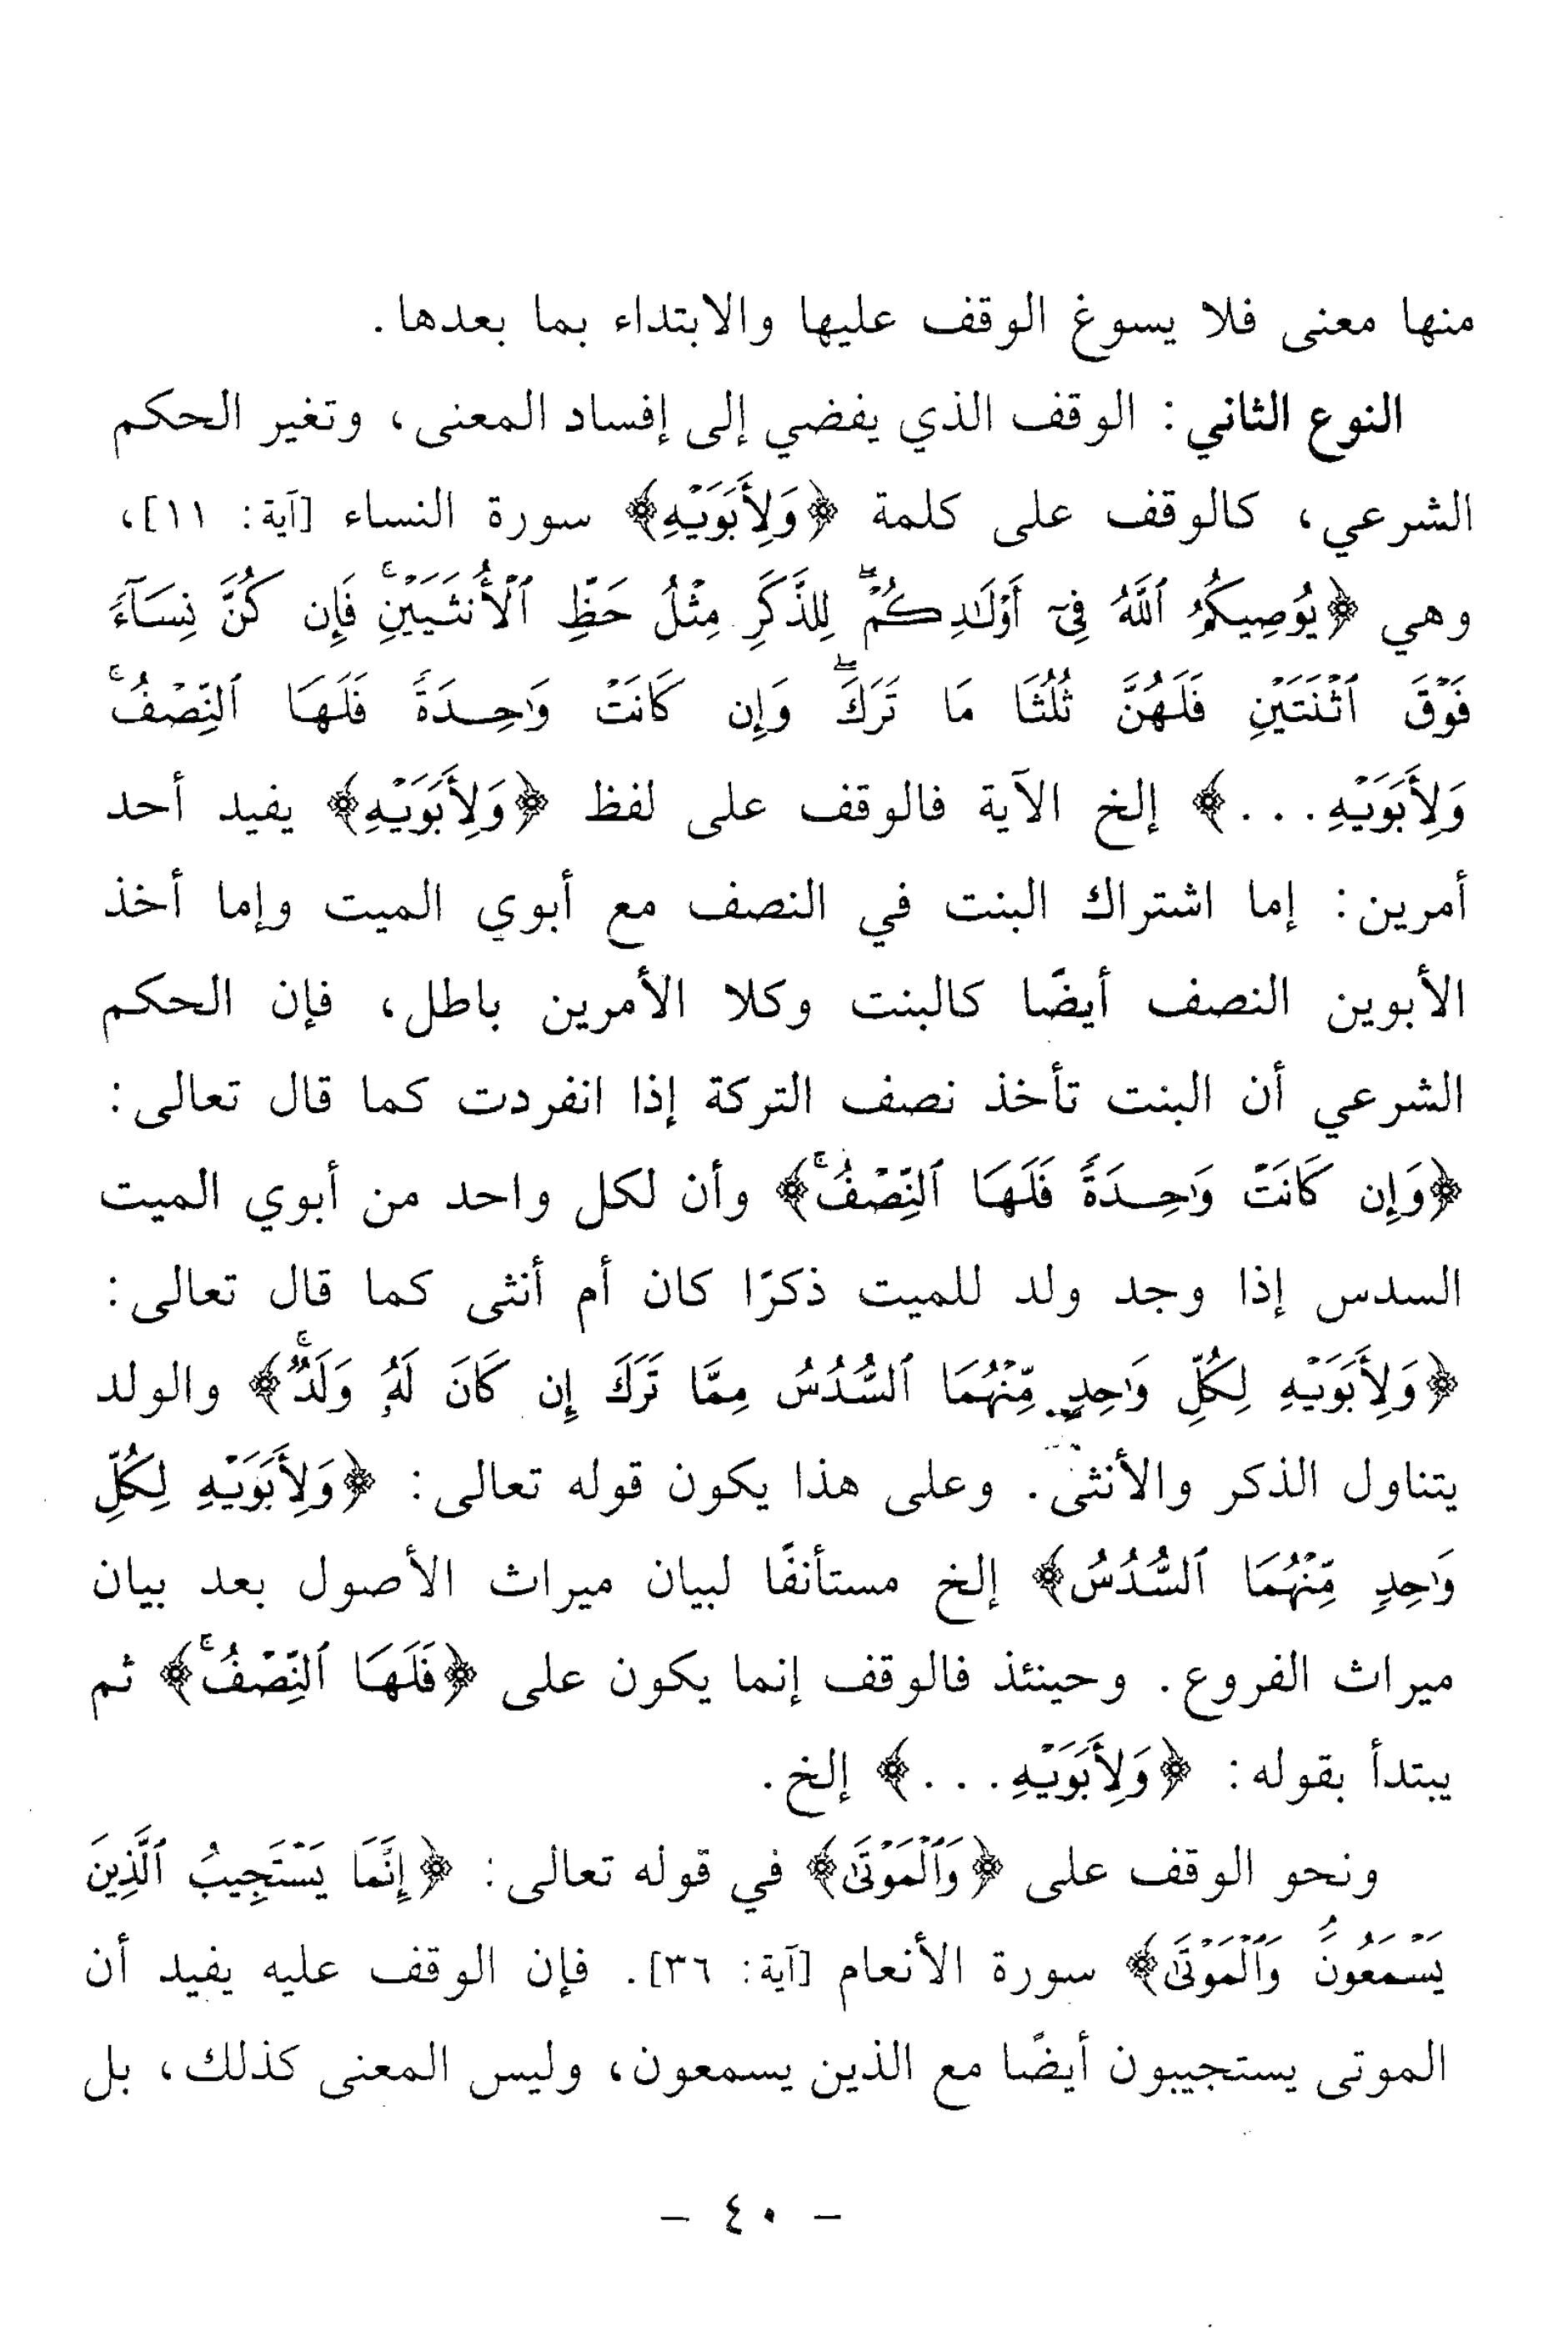 منها معنى فلا يسوغ الوقف عليها والابتداء بما بعدها.
النوع الثاني: الوقف الذي يفضي إلى إفساد المعنى، وتغير الحكم
الشرعي، كالوقف على كلمة ﴿وَلِأَبَوَيْهِ﴾ سورة النساء [آية: ١١]،
وهي ﴿يُوصِيكُمُ ٱللَّهُ فِىٓ أَوْلَٰدِكُمْۖ لِلذَّكَرِ مِثْلُ حَظِّ ٱلْأُنثَيَيْنِۚ فَإِن كُنَّ نِسَآءً
فَوْقَ ٱثْنَتَيْنِ فَلَهُنَّ ثُلُثَا مَا تَرَكَۖ وَإِن كَانَتْ وَٰحِدَةً فَلَهَا ٱلنِّصْفُۚ
وَلِأَبَوَيْهِ...﴾ إلخ الآية فالوقف على لفظ ﴿وَلِأَبَوَيْهِ﴾ يفيد أحد
أمرين: إما اشتراك البنت في النصف مع أبوي الميت وإما أخذ
الأبوين النصف أيضًا كالبنت وكلا الأمرين باطل، فإن الحكم
الشرعي أن البنت تأخذ نصف التركة إذا انفردت كما قال تعالى:
﴿وَإِن كَانَتْ وَٰحِدَةً فَلَهَا ٱلنِّصْفُۚ﴾ وأن لكل واحد من أبوي الميت
السدس إذا وجد ولد للميت ذكرًا كان أم أنثى كما قال تعالى:
﴿وَلِأَبَوَيْهِ لِكُلِّ وَٰحِدٍ مِّنْهُمَا ٱلسُّدُسُ مِمَّا تَرَكَ إِن كَانَ لَهُۥ وَلَدٌۚ﴾ والولد
يتناول الذكر والأنثى. وعلى هذا يكون قوله تعالى: ﴿وَلِأَبَوَيْهِ لِكُلِّ
وَٰحِدٍ مِّنْهُمَا ٱلسُّدُسُ﴾ إلخ مستأنفًا لبيان ميراث الأصول بعد بيان
ميراث الفروع. وحينئذ فالوقف إنما يكون على ﴿فَلَهَا ٱلنِّصْفُۚ﴾ ثم
يبتدأ بقوله: ﴿وَلِأَبَوَيْهِ...﴾ إلخ.
ونحو الوقف على ﴿وَٱلْمَوْتَىٰ﴾ في قوله تعالى: ﴿إِنَّمَا يَسْتَجِيبُ ٱلَّذِينَ
يَسْمَعُونَۘ وَٱلْمَوْتَىٰ﴾ سورة الأنعام [آية: ٣٦]. فإن الوقف عليه يفيد أن
الموتى يستجيبون أيضًا مع الذين يسمعون، وليس المعنى كذلك، بل
- ٤٠ -